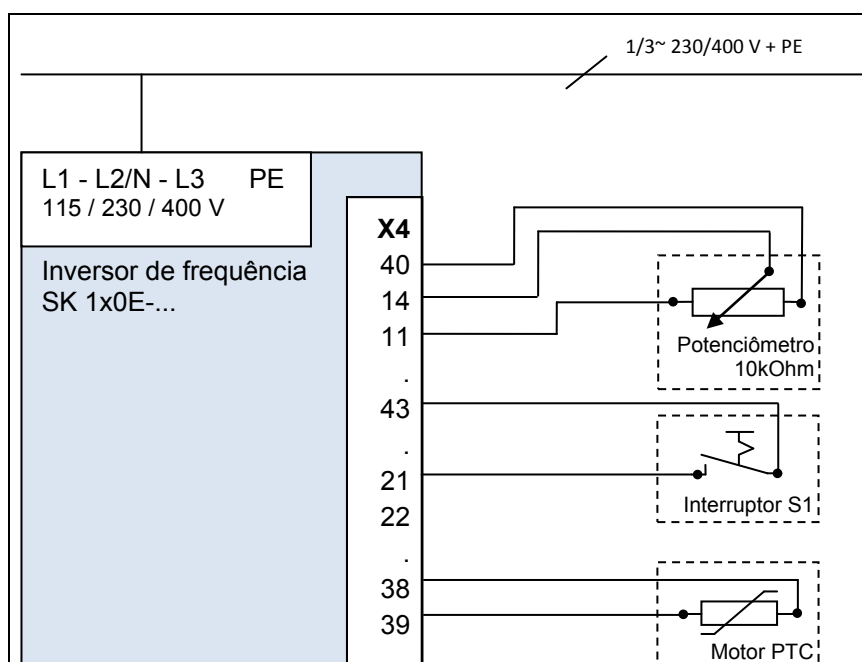 1/3~ 230/400 V + PE
L1 - L2/N - L3 PE
115 / 230 / 400 V
Inversor de frequência
SK 1x0E-...
X4
40
14
11
.
43
.
21
22
.
38
39
Potenciômetro
10kOhm
Interruptor S1
Motor PTC